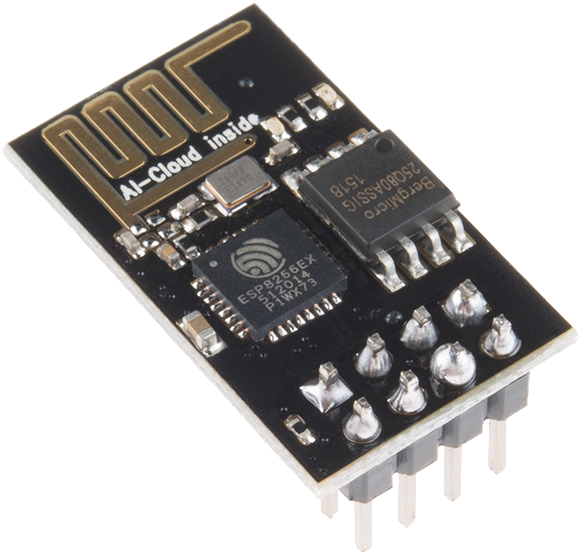 AI-Cloud inside
BergMicro
25Q80ASSIG
1518
ESP8266EX
512014
P1WX73